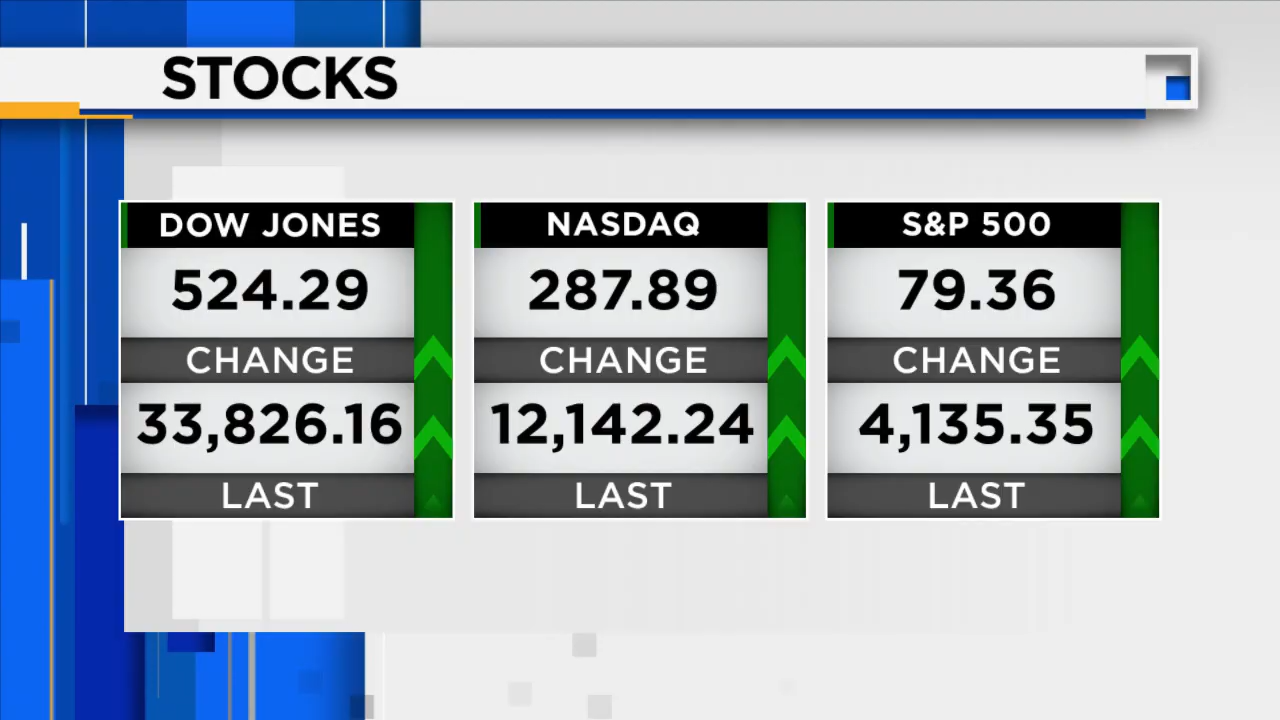 STOCKS
DOW JONES
524.29
CHANGE
33,826.16
LAST
NASDAQ
287.89
CHANGE
12,142.24
LAST
S&P 500
79.36
CHANGE
4,135.35
LAST